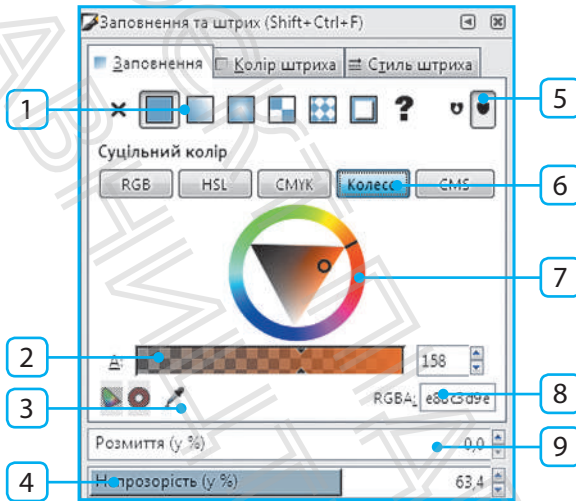 Заповнення та штрих (Shift+Ctrl+F)
Заповнення Колір штриха Стиль штриха
1
5
?
Суцільний колір
RGB HSL CMYK Колесо CMS
6
7
2
A: 158
3
RGBA: e88c3d9e
8
Розмиття (у %) 0,0
9
4
Непрозорість (у %) 63,4